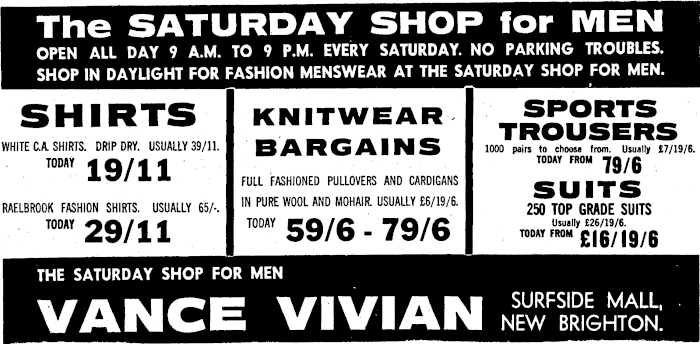 The SATURDAY SHOP for MEN
OPEN ALL DAY 9 A.M. TO 9 P.M. EVERY SATURDAY. NO PARKING TROUBLES.
SHOP IN DAYLIGHT FOR FASHION MENSWEAR AT THE SATURDAY SHOP FOR MEN.
SHIRTS
WHITE C.A. SHIRTS. DRIP DRY. USUALLY 39/11.
TODAY 19/11
RAELBROOK FASHION SHIRTS. USUALLY 65/-.
TODAY 29/11
KNITWEAR
BARGAINS
FULL FASHIONED PULLOVERS AND CARDIGANS
IN PURE WOOL AND MOHAIR. USUALLY £6/19/6.
TODAY 59/6 - 79/6
SPORTS
TROUSERS
1000 pairs to choose from. Usually £7/19/6.
TODAY FROM 79/6
SUITS
250 TOP GRADE SUITS
Usually £26/19/6.
TODAY FROM £16/19/6
THE SATURDAY SHOP FOR MEN
VANCE VIVIAN
SURFSIDE MALL,
NEW BRIGHTON.